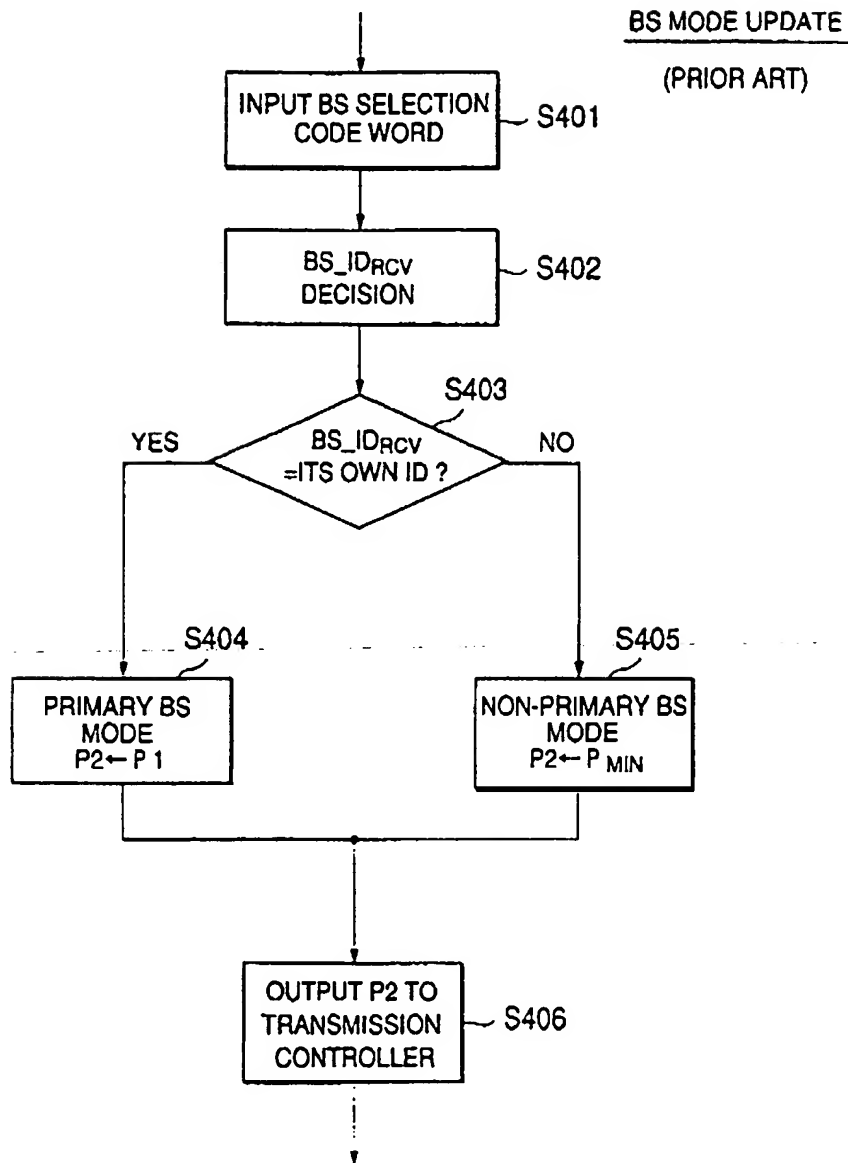 BS MODE UPDATE
(PRIOR ART)
INPUT BS SELECTION
CODE WORD
S401
BS_IDRCV
DECISION
S402
S403
YES
BS_IDRCV
=ITS OWN ID ?
NO
S404
S405
PRIMARY BS
MODE
P2←P 1
NON-PRIMARY BS
MODE
P2←P MIN
OUTPUT P2 TO
TRANSMISSION
CONTROLLER
S406